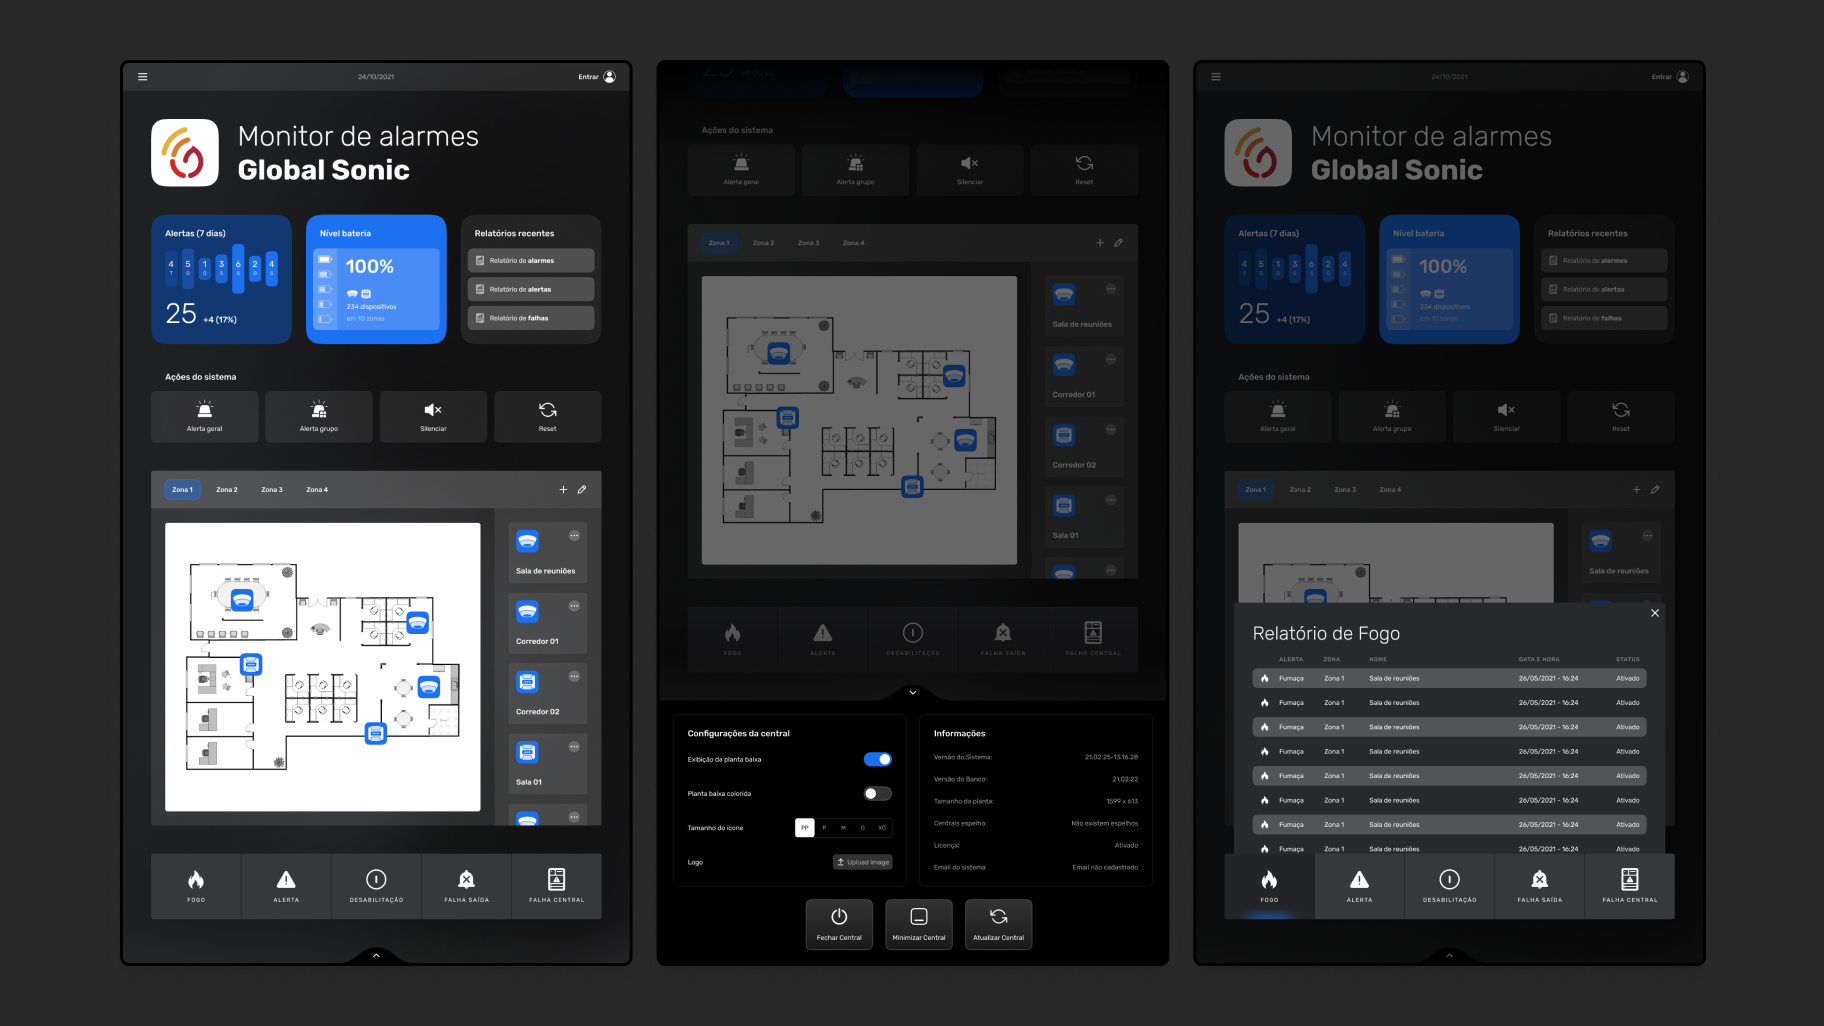 24/10/2021
Entrar
Monitor de alarmes
Global Sonic
Alertas (7 dias)
4 5 1 3 6 2 4
T Q Q S S D S
25 +4 (17%)
Nível bateria
100%
234 dispositivos
em 10 zonas
Relatórios recentes
Relatório de alarmes
Relatório de alertas
Relatório de falhas
Ações do sistema
Alerta geral
Alerta grupo
Silenciar
Reset
Zona 1
Zona 2
Zona 3
Zona 4
Sala de reuniões
Corredor 01
Corredor 02
Sala 01
FOGO
ALERTA
DESABILITAÇÃO
FALHA SAÍDA
FALHA CENTRAL
Ações do sistema
Alerta geral
Alerta grupo
Silenciar
Reset
Zona 1
Zona 2
Zona 3
Zona 4
Sala de reuniões
Corredor 01
Corredor 02
Sala 01
FOGO
ALERTA
DESABILITAÇÃO
FALHA SAÍDA
FALHA CENTRAL
Configurações da central
Exibição da planta baixa
Planta baixa colorida
Tamanho do ícone
PP P M G XG
Logo
Upload image
Informações
Versão do Sistema: 21.02.25-13.16.28
Versão do Banco: 21.02.22
Tamanho da planta: 1599 x 613
Centrais espelho: Não existem espelhos
Licença: Ativado
Email do sistema Email não cadastrado
Fechar Central
Minimizar Central
Atualizar Central
24/10/2021
Entrar
Monitor de alarmes
Global Sonic
Alertas (7 dias)
4 5 1 3 6 2 4
T Q Q S S D S
25 +4 (17%)
Nível bateria
100%
234 dispositivos
em 10 zonas
Relatórios recentes
Relatório de alarmes
Relatório de alertas
Relatório de falhas
Ações do sistema
Alerta geral
Alerta grupo
Silenciar
Reset
Zona 1
Zona 2
Zona 3
Zona 4
Sala de reuniões
Relatório de Fogo
ALERTA ZONA NOME DATA E HORA STATUS
Fumaça Zona 1 Sala de reuniões 26/05/2021 - 16:24 Ativado
Fumaça Zona 1 Sala de reuniões 26/05/2021 - 16:24 Ativado
Fumaça Zona 1 Sala de reuniões 26/05/2021 - 16:24 Ativado
Fumaça Zona 1 Sala de reuniões 26/05/2021 - 16:24 Ativado
Fumaça Zona 1 Sala de reuniões 26/05/2021 - 16:24 Ativado
Fumaça Zona 1 Sala de reuniões 26/05/2021 - 16:24 Ativado
Fumaça Zona 1 Sala de reuniões 26/05/2021 - 16:24 Ativado
Fumaça Zona 1 Sala de reuniões 26/05/2021 - 16:24 Ativado
FOGO
ALERTA
DESABILITAÇÃO
FALHA SAÍDA
FALHA CENTRAL